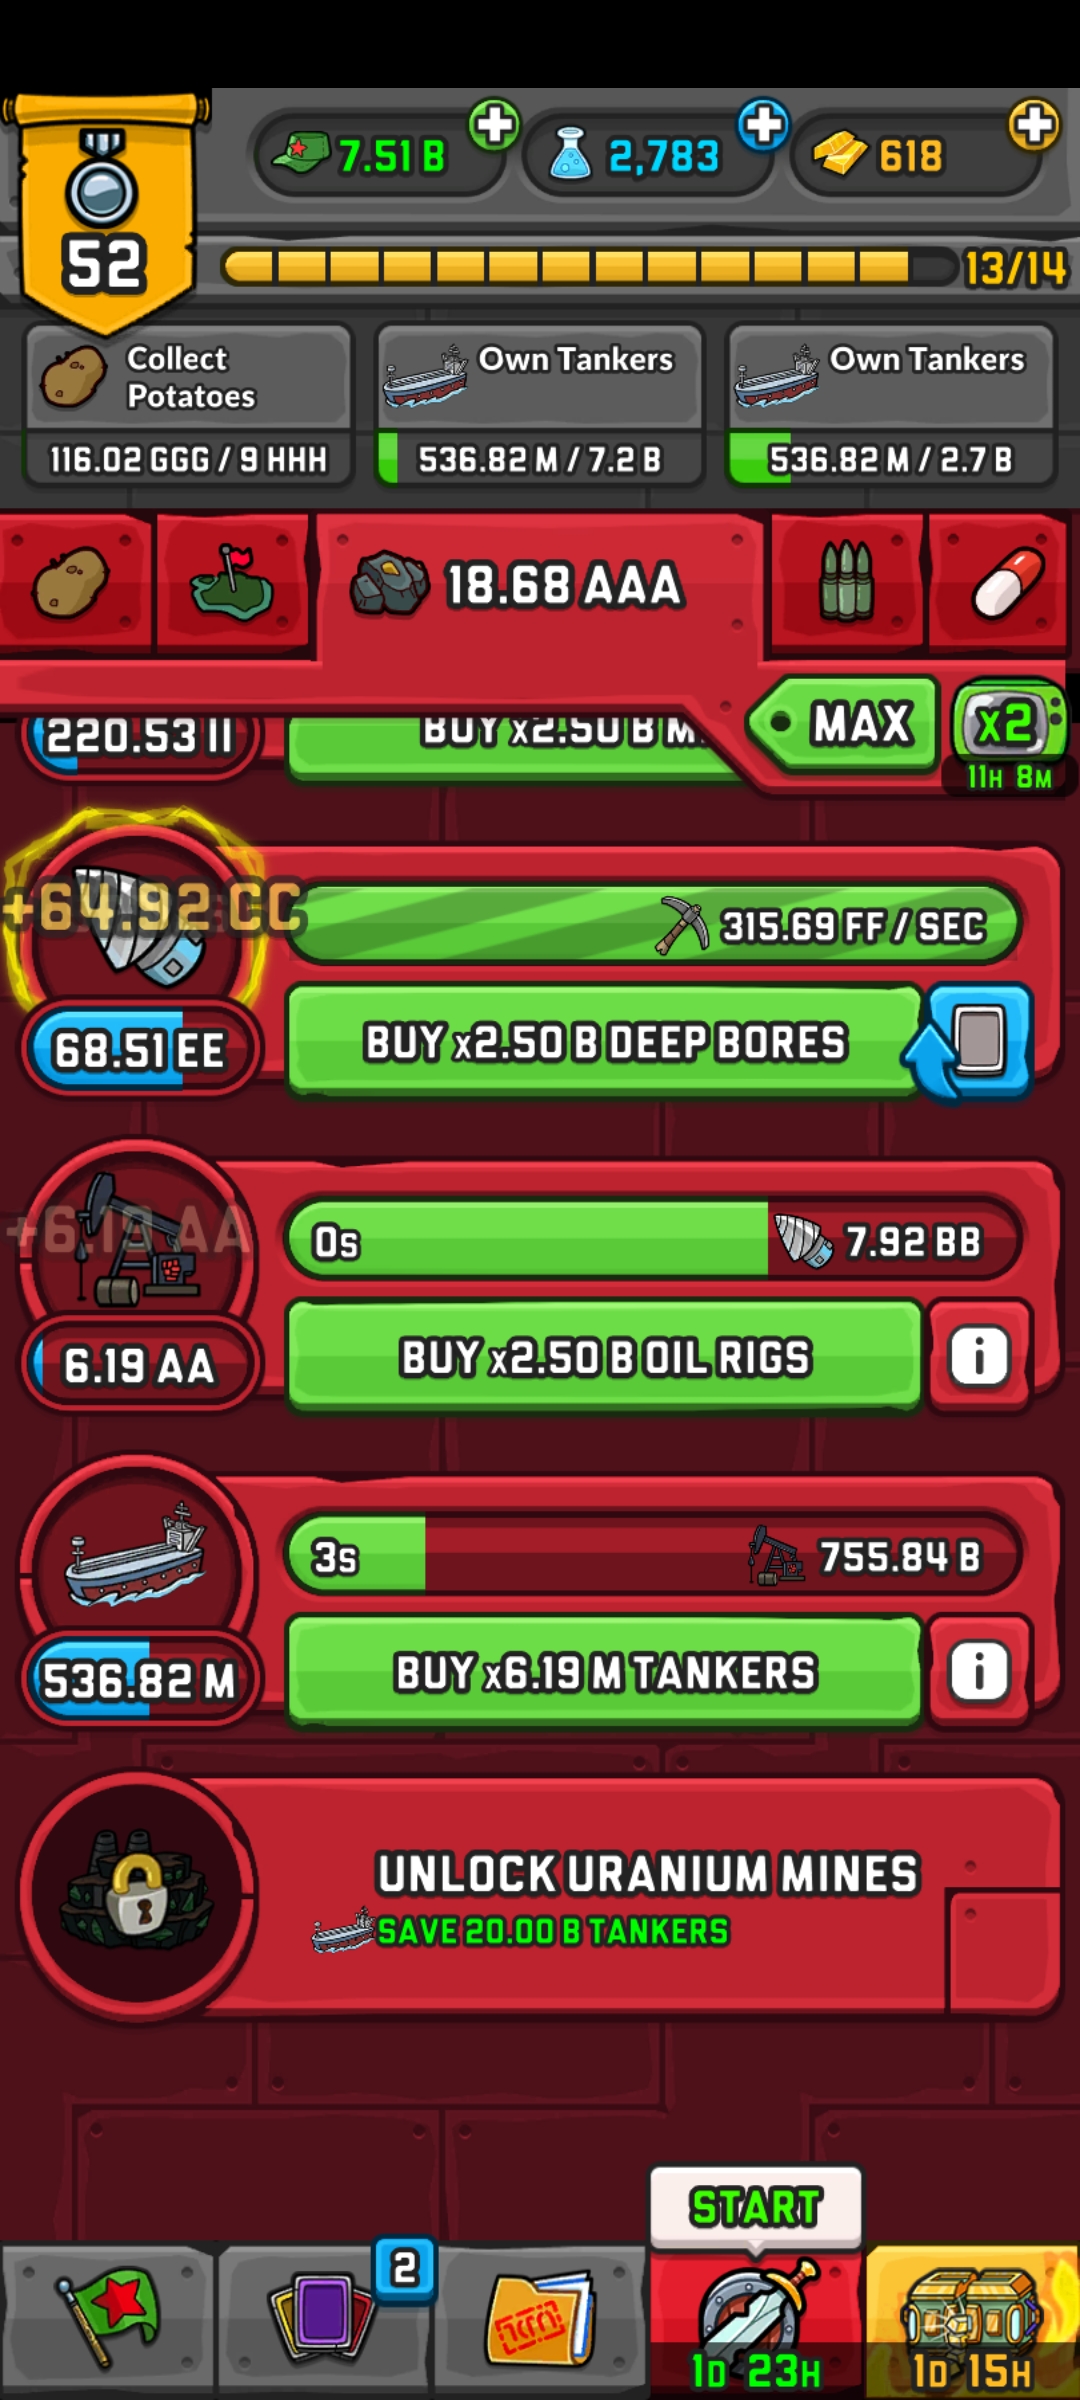 52
7.51 B
2,783
618
13/14
Collect
Potatoes
116.02 GGG / 9 HHH
Own Tankers
536.82 M / 7.2 B
Own Tankers
536.82 M / 2.7 B
18.68 AAA
MAX
X2
11H 8M
220.53 II
BUY x2.50 B M
+64.92 CC
315.69 FF / SEC
68.51 EE
BUY x2.50 B DEEP BORES
+6.19 AA
0s
7.92 BB
6.19 AA
BUY x2.50 B OIL RIGS
i
3s
755.84 B
536.82 M
BUY x6.19 M TANKERS
i
UNLOCK URANIUM MINES
SAVE 20.00 B TANKERS
START
2
1D 23H
1D 15H